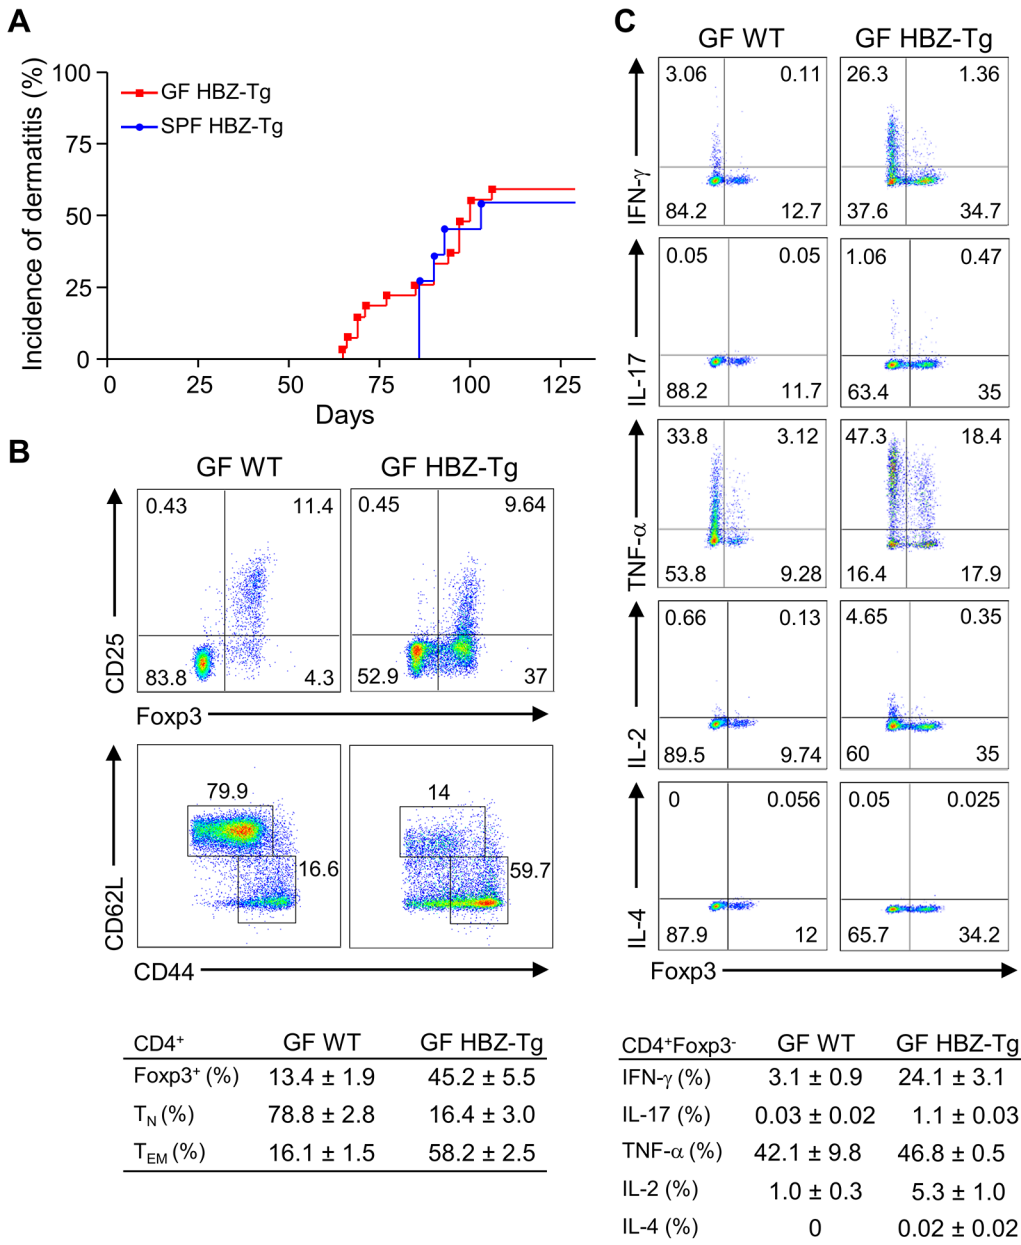 A
Incidence of dermatitis (%)
100
75
50
25
0
GF HBZ-Tg
SPF HBZ-Tg
0 25 50 75 100 125
Days
B
GF WT GF HBZ-Tg
CD25
0.43 11.4 0.45 9.64
83.8 4.3 52.9 37
Foxp3
CD62L
79.9 14
16.6 59.7
CD44
CD4⁺ GF WT GF HBZ-Tg
Foxp3⁺ (%) 13.4 ± 1.9 45.2 ± 5.5
T_N (%) 78.8 ± 2.8 16.4 ± 3.0
T_EM (%) 16.1 ± 1.5 58.2 ± 2.5
C
GF WT GF HBZ-Tg
IFN-γ
3.06 0.11 26.3 1.36
84.2 12.7 37.6 34.7
IL-17
0.05 0.05 1.06 0.47
88.2 11.7 63.4 35
TNF-α
33.8 3.12 47.3 18.4
53.8 9.28 16.4 17.9
IL-2
0.66 0.13 4.65 0.35
89.5 9.74 60 35
IL-4
0 0.056 0.05 0.025
87.9 12 65.7 34.2
Foxp3
CD4⁺Foxp3⁻ GF WT GF HBZ-Tg
IFN-γ (%) 3.1 ± 0.9 24.1 ± 3.1
IL-17 (%) 0.03 ± 0.02 1.1 ± 0.03
TNF-α (%) 42.1 ± 9.8 46.8 ± 0.5
IL-2 (%) 1.0 ± 0.3 5.3 ± 1.0
IL-4 (%) 0 0.02 ± 0.02